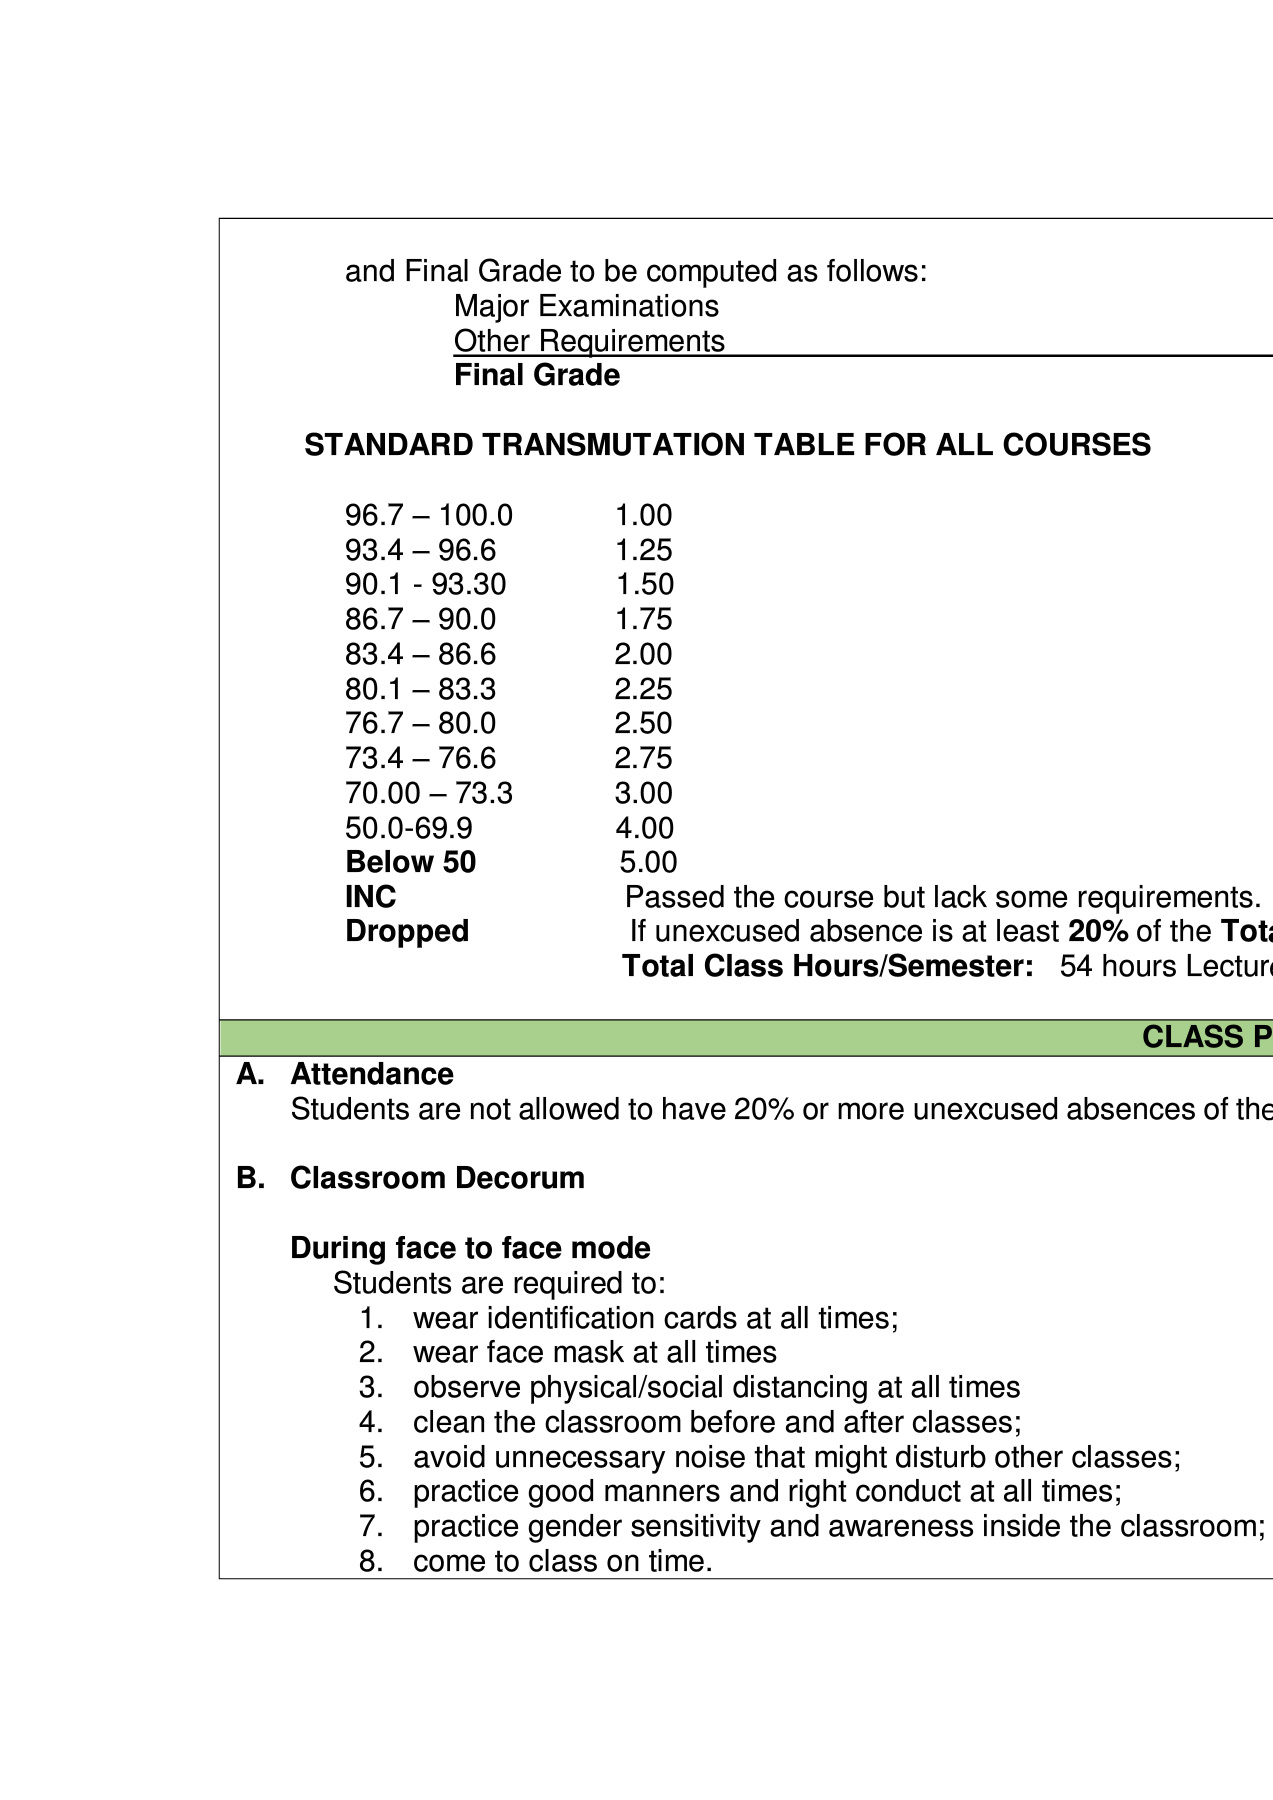 and Final Grade to be computed as follows:
Major Examinations
Other Requirements
Final Grade
STANDARD TRANSMUTATION TABLE FOR ALL COURSES
96.7 – 100.0 1.00
93.4 – 96.6 1.25
90.1 - 93.30 1.50
86.7 – 90.0 1.75
83.4 – 86.6 2.00
80.1 – 83.3 2.25
76.7 – 80.0 2.50
73.4 – 76.6 2.75
70.00 – 73.3 3.00
50.0-69.9 4.00
Below 50 5.00
INC Passed the course but lack some requirements.
Dropped If unexcused absence is at least 20% of the
Total Class Hours/Semester: 54 hours
CLASS
A. Attendance
Students are not allowed to have 20% or more unexcused absences of the
B. Classroom Decorum
During face to face mode
Students are required to:
1. wear identification cards at all times;
2. wear face mask at all times
3. observe physical/social distancing at all times
4. clean the classroom before and after classes;
5. avoid unnecessary noise that might disturb other classes;
6. practice good manners and right conduct at all times;
7. practice gender sensitivity and awareness inside the classroom;
8. come to class on time.